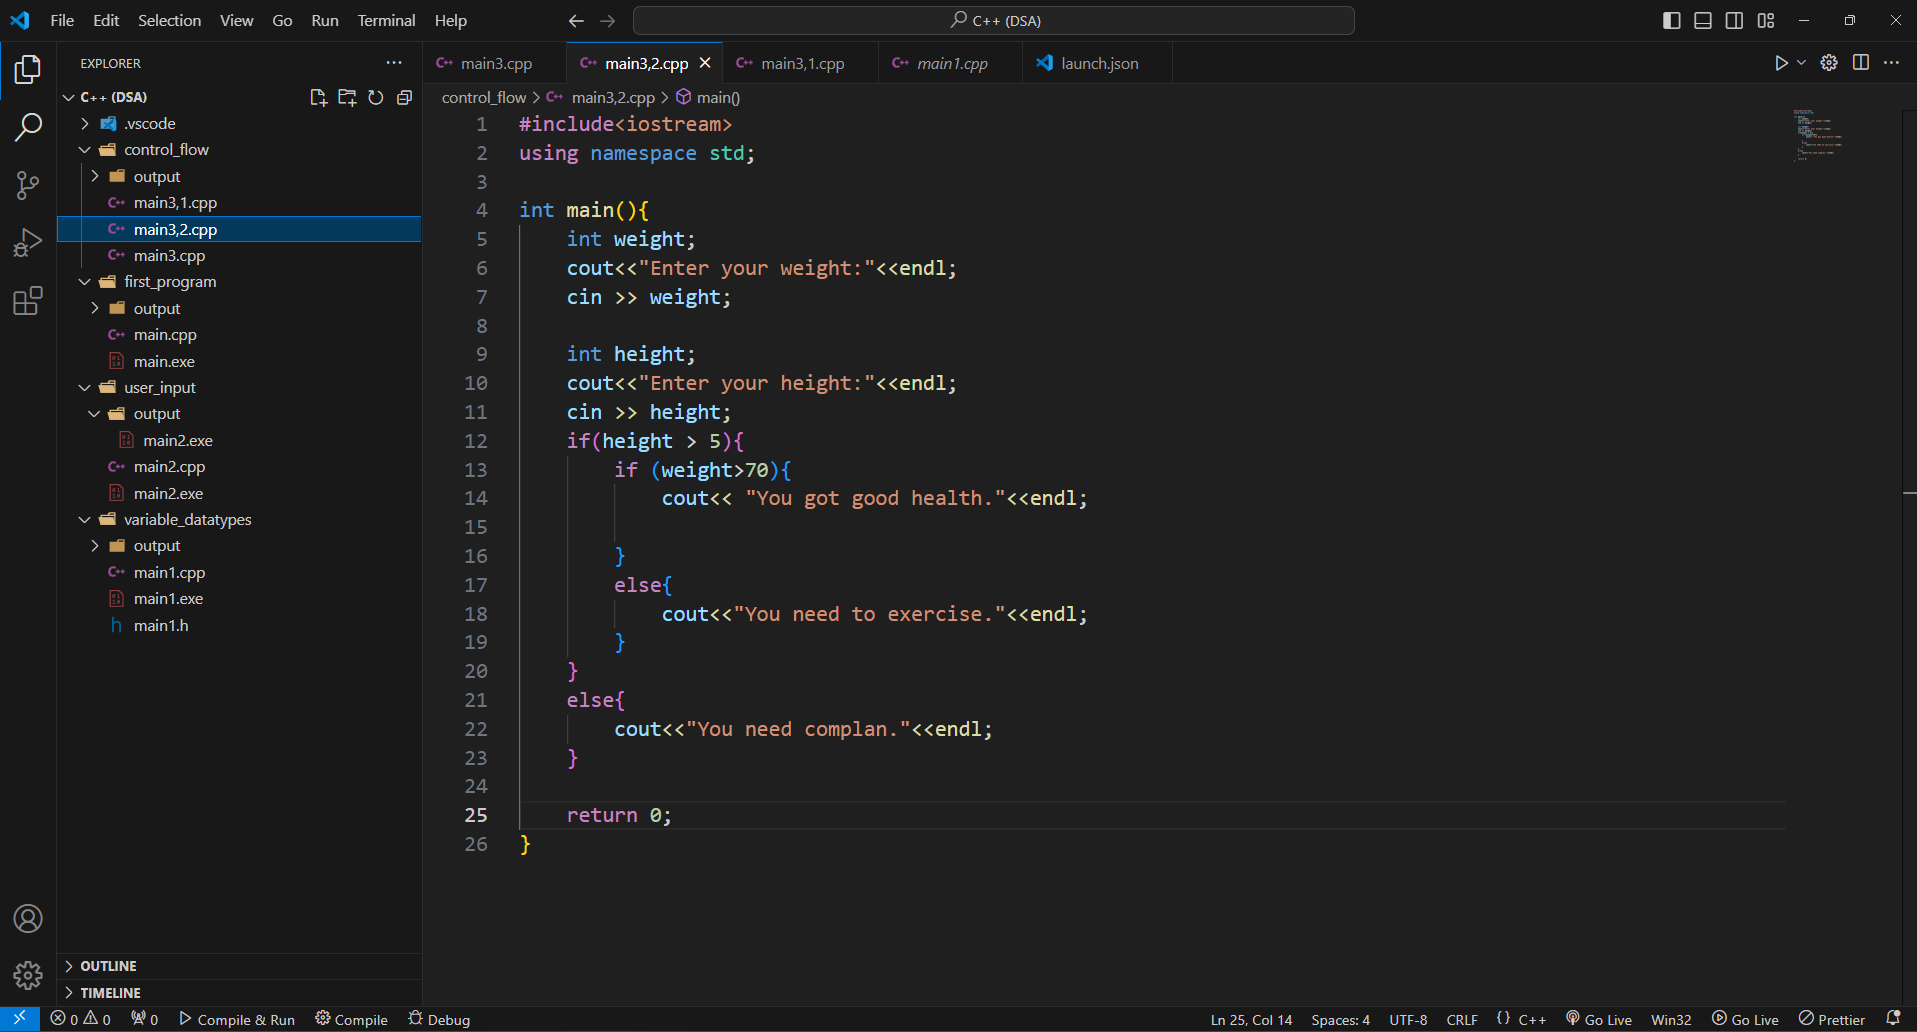 File Edit Selection View Go Run Terminal Help
C++ (DSA)
EXPLORER
C++ (DSA)
.vscode
control_flow
output
main3,1.cpp
main3,2.cpp
main3.cpp
first_program
output
main.cpp
main.exe
user_input
output
main2.exe
main2.cpp
main2.exe
variable_datatypes
output
main1.cpp
main1.exe
main1.h
OUTLINE
TIMELINE
main3.cpp main3,2.cpp main3,1.cpp main1.cpp launch.json
control_flow > main3,2.cpp > main()
1 #include<iostream>
2 using namespace std;
3
4 int main(){
5 int weight;
6 cout<<"Enter your weight:"<<endl;
7 cin >> weight;
8
9 int height;
10 cout<<"Enter your height:"<<endl;
11 cin >> height;
12 if(height > 5){
13 if (weight>70){
14 cout<< "You got good health."<<endl;
15
16 }
17 else{
18 cout<<"You need to exercise."<<endl;
19 }
20 }
21 else{
22 cout<<"You need complan."<<endl;
23 }
24
25 return 0;
26 }
0 0 0 Compile & Run Compile Debug Ln 25, Col 14 Spaces: 4 UTF-8 CRLF {} C++ Go Live Win32 Go Live Prettier